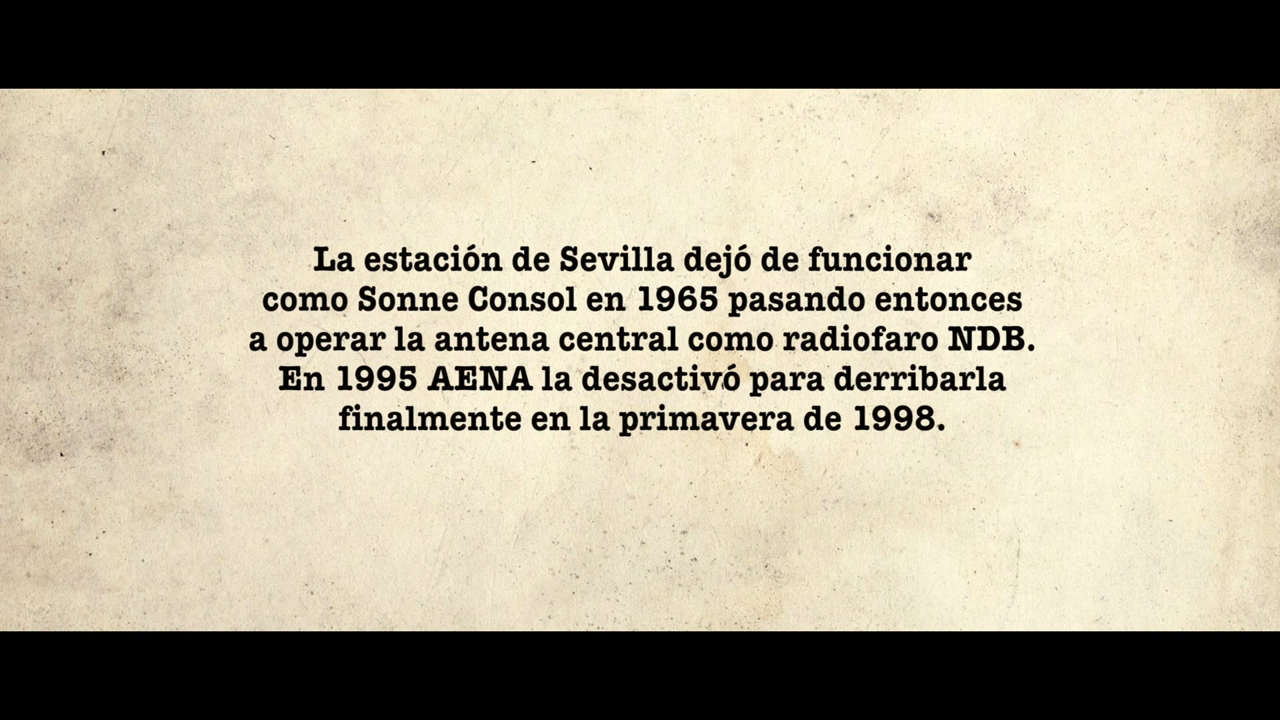 La estación de Sevilla dejó de funcionar
como Sonne Consol en 1965 pasando entonces
a operar la antena central como radiofaro NDB.
En 1995 AENA la desactivó para derribarla
finalmente en la primavera de 1998.